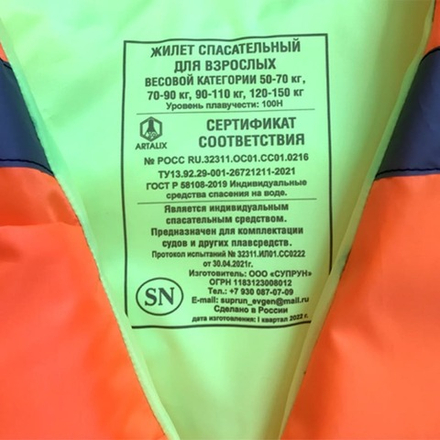 ЖИЛЕТ СПАСАТЕЛЬНЫЙ
ДЛЯ ВЗРОСЛЫХ
ВЕСОВОЙ КАТЕГОРИИ 50-70 кг,
70-90 кг, 90-110 кг, 120-150 кг
Уровень плавучести: 100Н
ARTALIX
СЕРТИФИКАТ
СООТВЕТСТВИЯ
№ РОСС RU.32311.ОС01.СС01.0216
ТУ13.92.29-001-26721211-2021
ГОСТ Р 58108-2019 Индивидуальные
средства спасения на воде.
Является индивидуальным
спасательным средством.
Предназначен для комплектации
судов и других плавсредств.
Протокол испытаний № 32311.ИЛ01.СС0222
от 30.04.2021г.
SN
Изготовитель: ООО «СУПРУН»
ОГРН 1183123008012
Тел.: +7 930 087-07-09
E-mail: suprun_evgen@mail.ru
Сделано в России
дата изготовления: I квартал 2022 г.